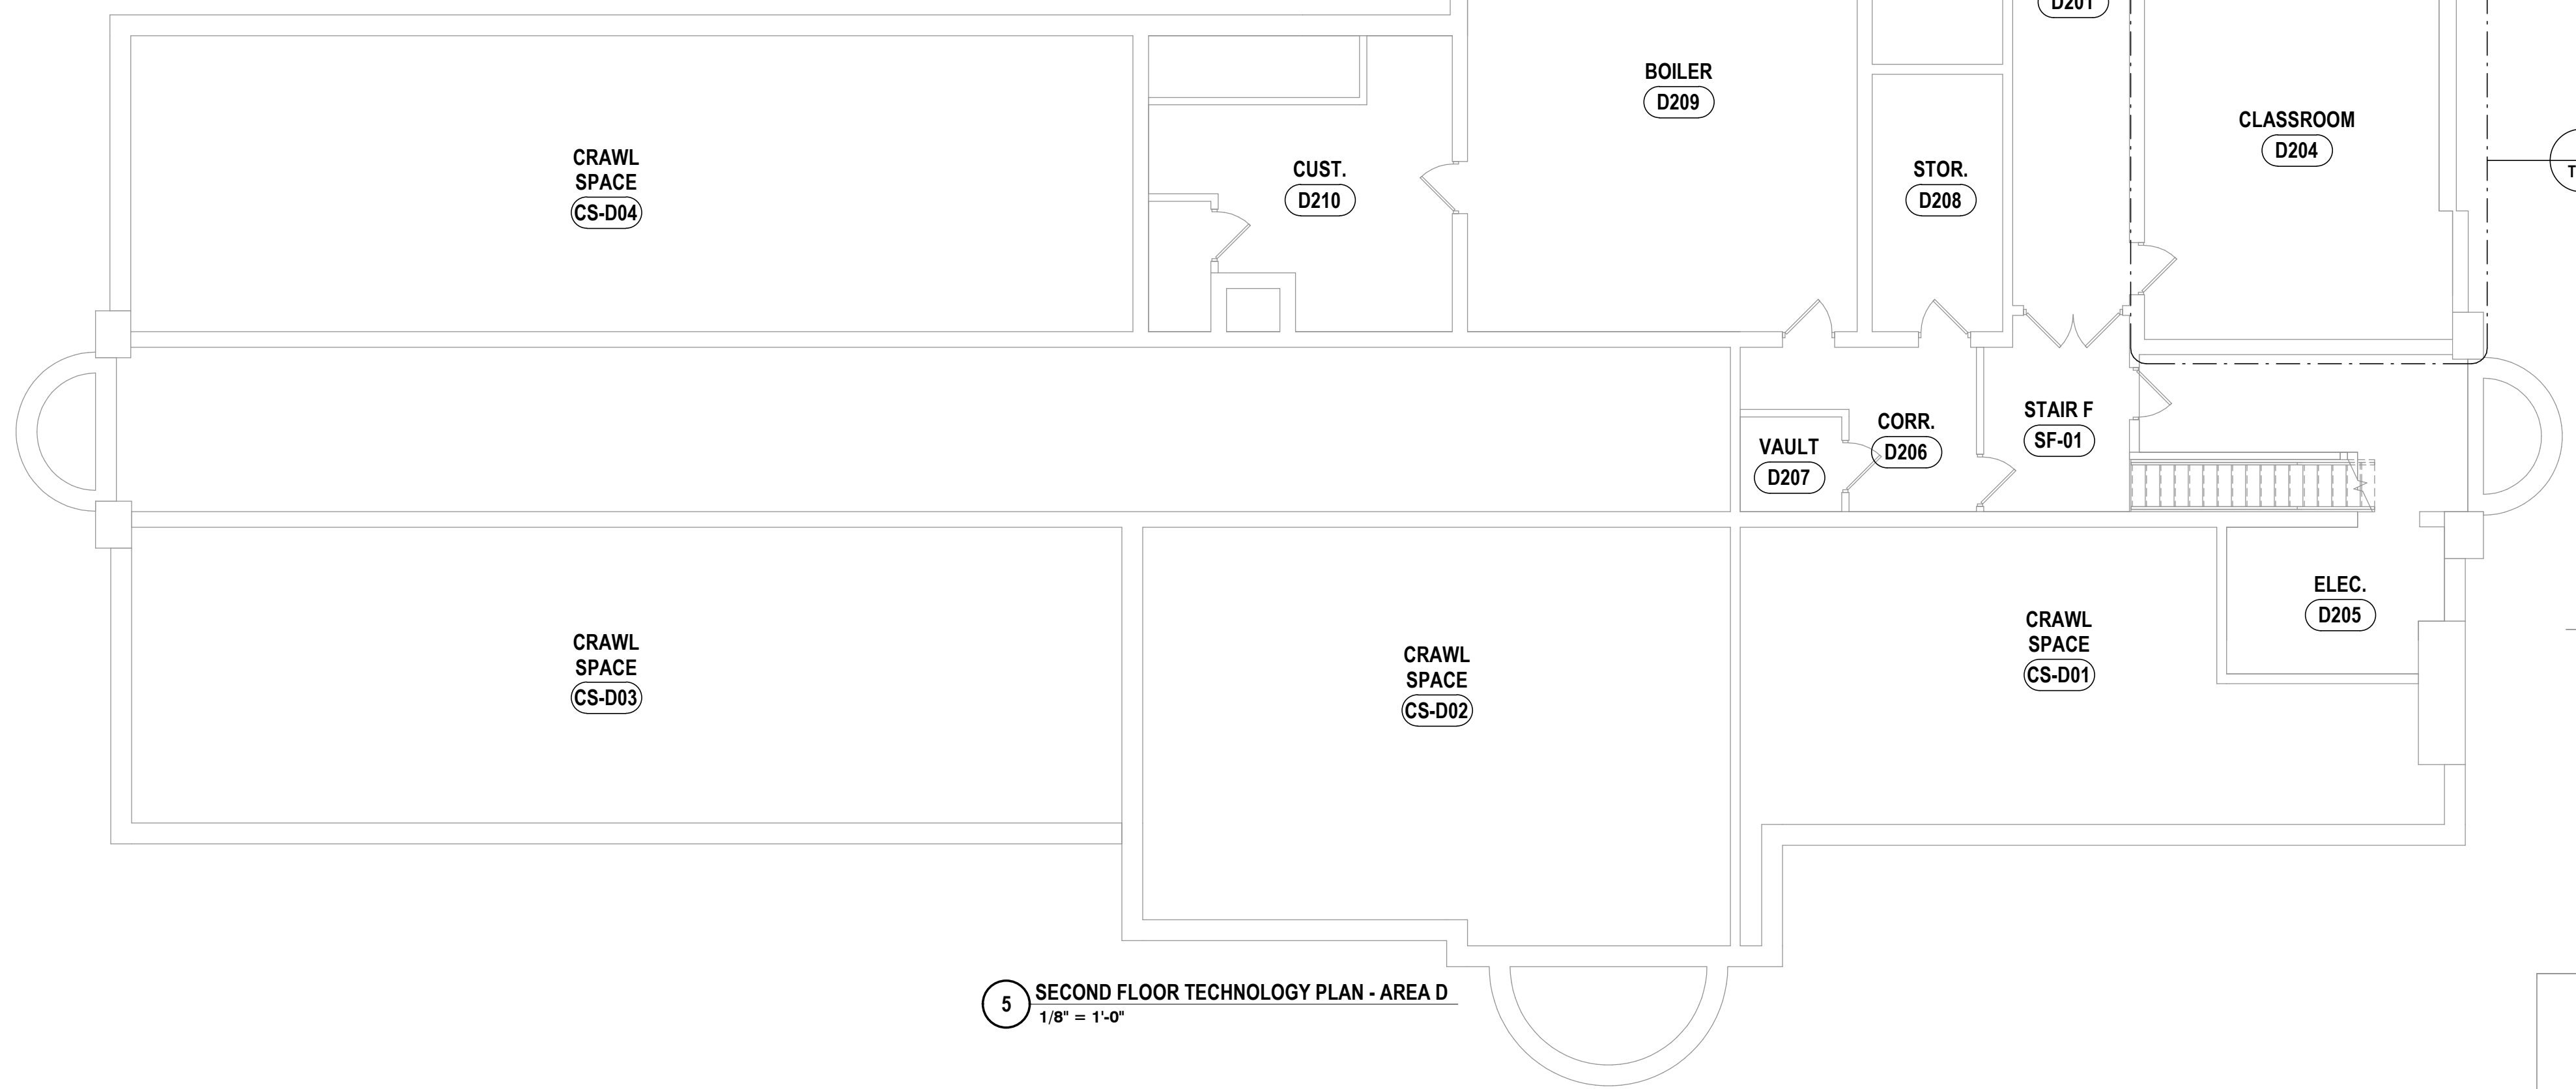 D201
BOILER
D209
CLASSROOM
D204
CRAWL
SPACE
CS-D04
CUST.
D210
STOR.
D208
T
STAIR F
SF-01
CORR.
D206
VAULT
D207
ELEC.
D205
CRAWL
SPACE
CS-D03
CRAWL
SPACE
CS-D02
CRAWL
SPACE
CS-D01
5
SECOND FLOOR TECHNOLOGY PLAN - AREA D
1/8" = 1'-0"